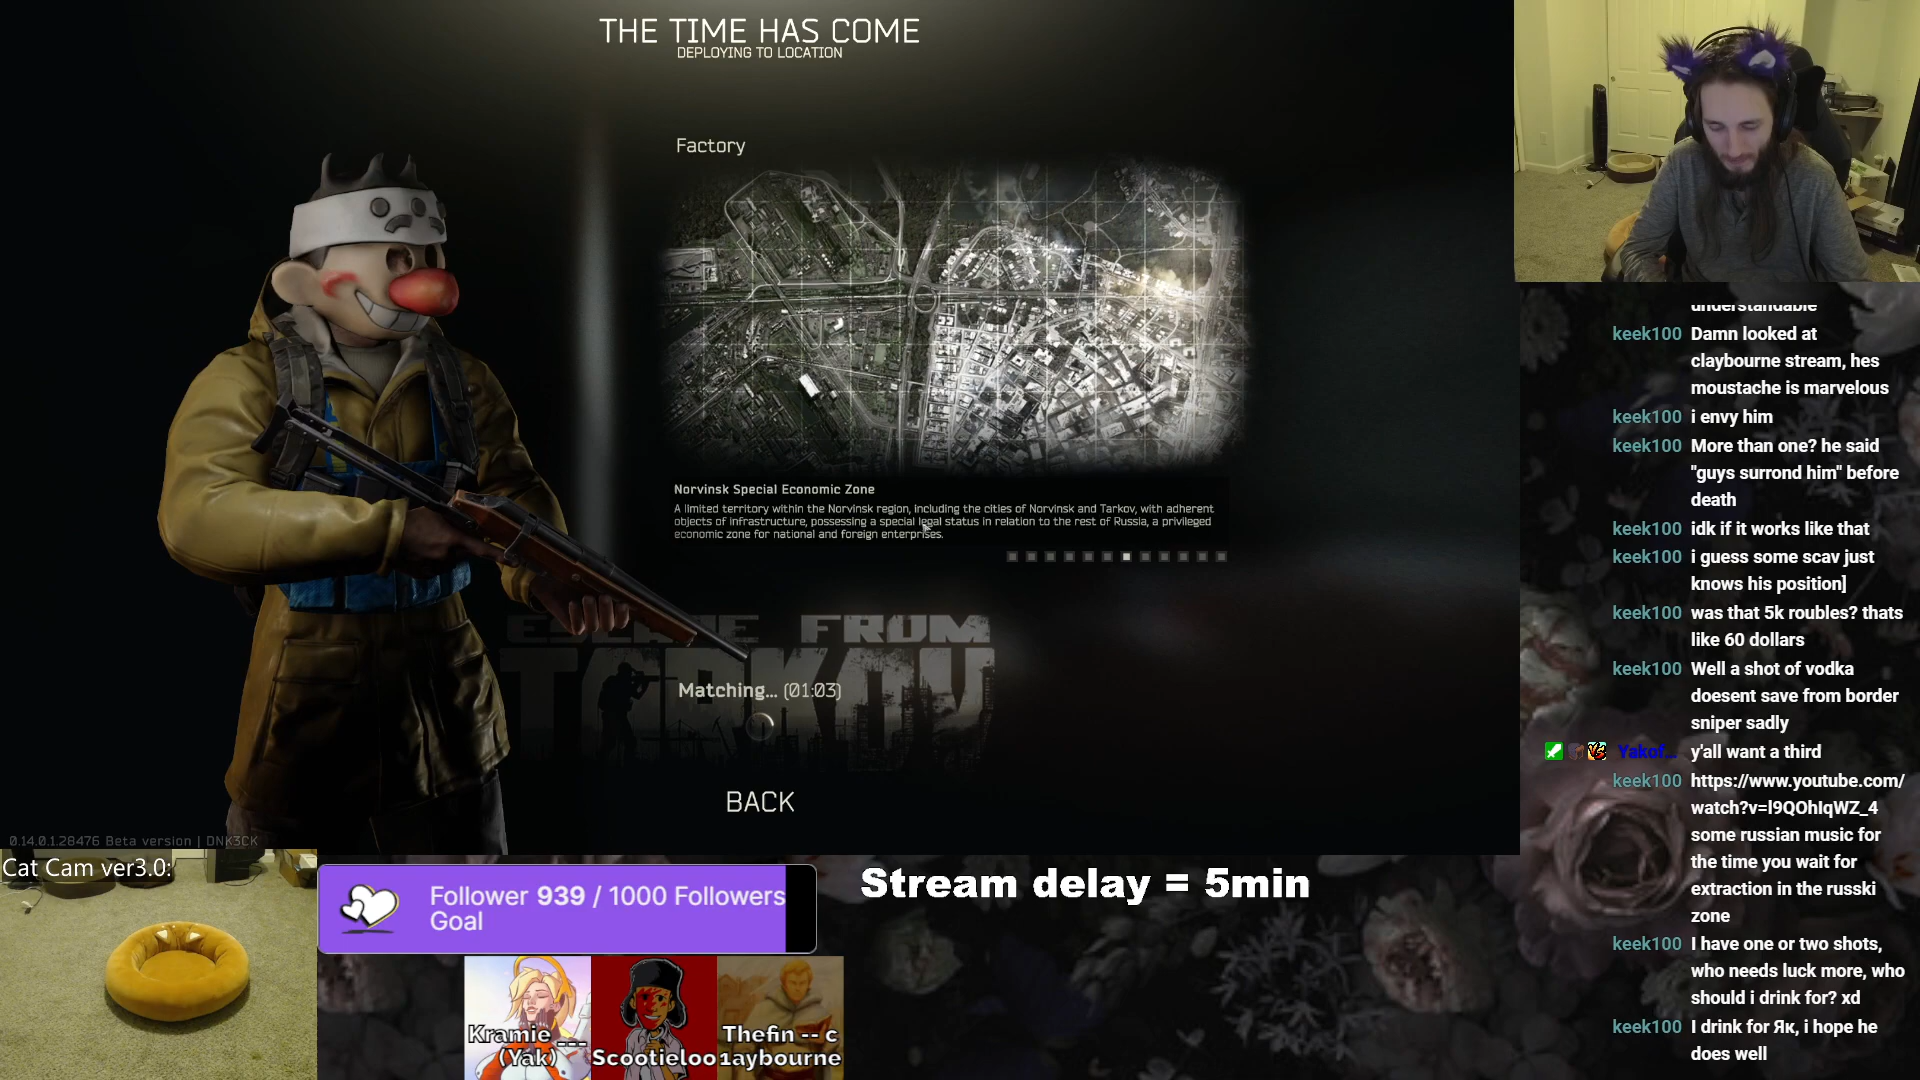 THE TIME HAS COME
DEPLOYING TO LOCATION
Factory
Norvinsk Special Economic Zone
A limited territory within the Norvinsk region, including the cities of Norvinsk and Tarkov, with adherent
objects of infrastructure, possessing a special legal status in relation to the rest of Russia, a privileged
economic zone for national and foreign enterprises.
ESCAPE FROM
TARKOV
Matching... (01:03)
BACK
0.14.0.1.28476 Beta version | DNK3CK
Cat Cam ver3.0:
Follower 939 / 1000 Followers
Goal
Stream delay = 5min
Kramie ---
(Yak)
Scootieloo
Thefin -- c
1aybourne
understandable
keek100 Damn looked at
claybourne stream, hes
moustache is marvelous
keek100 i envy him
keek100 More than one? he said
"guys surrond him" before
death
keek100 idk if it works like that
keek100 i guess some scav just
knows his position]
keek100 was that 5k roubles? thats
like 60 dollars
keek100 Well a shot of vodka
doesent save from border
sniper sadly
Yakof... y'all want a third
keek100 https://www.youtube.com/
watch?v=l9QOhIqWZ_4
some russian music for
the time you wait for
extraction in the russki
zone
keek100 I have one or two shots,
who needs luck more, who
should i drink for? xd
keek100 I drink for Як, i hope he
does well